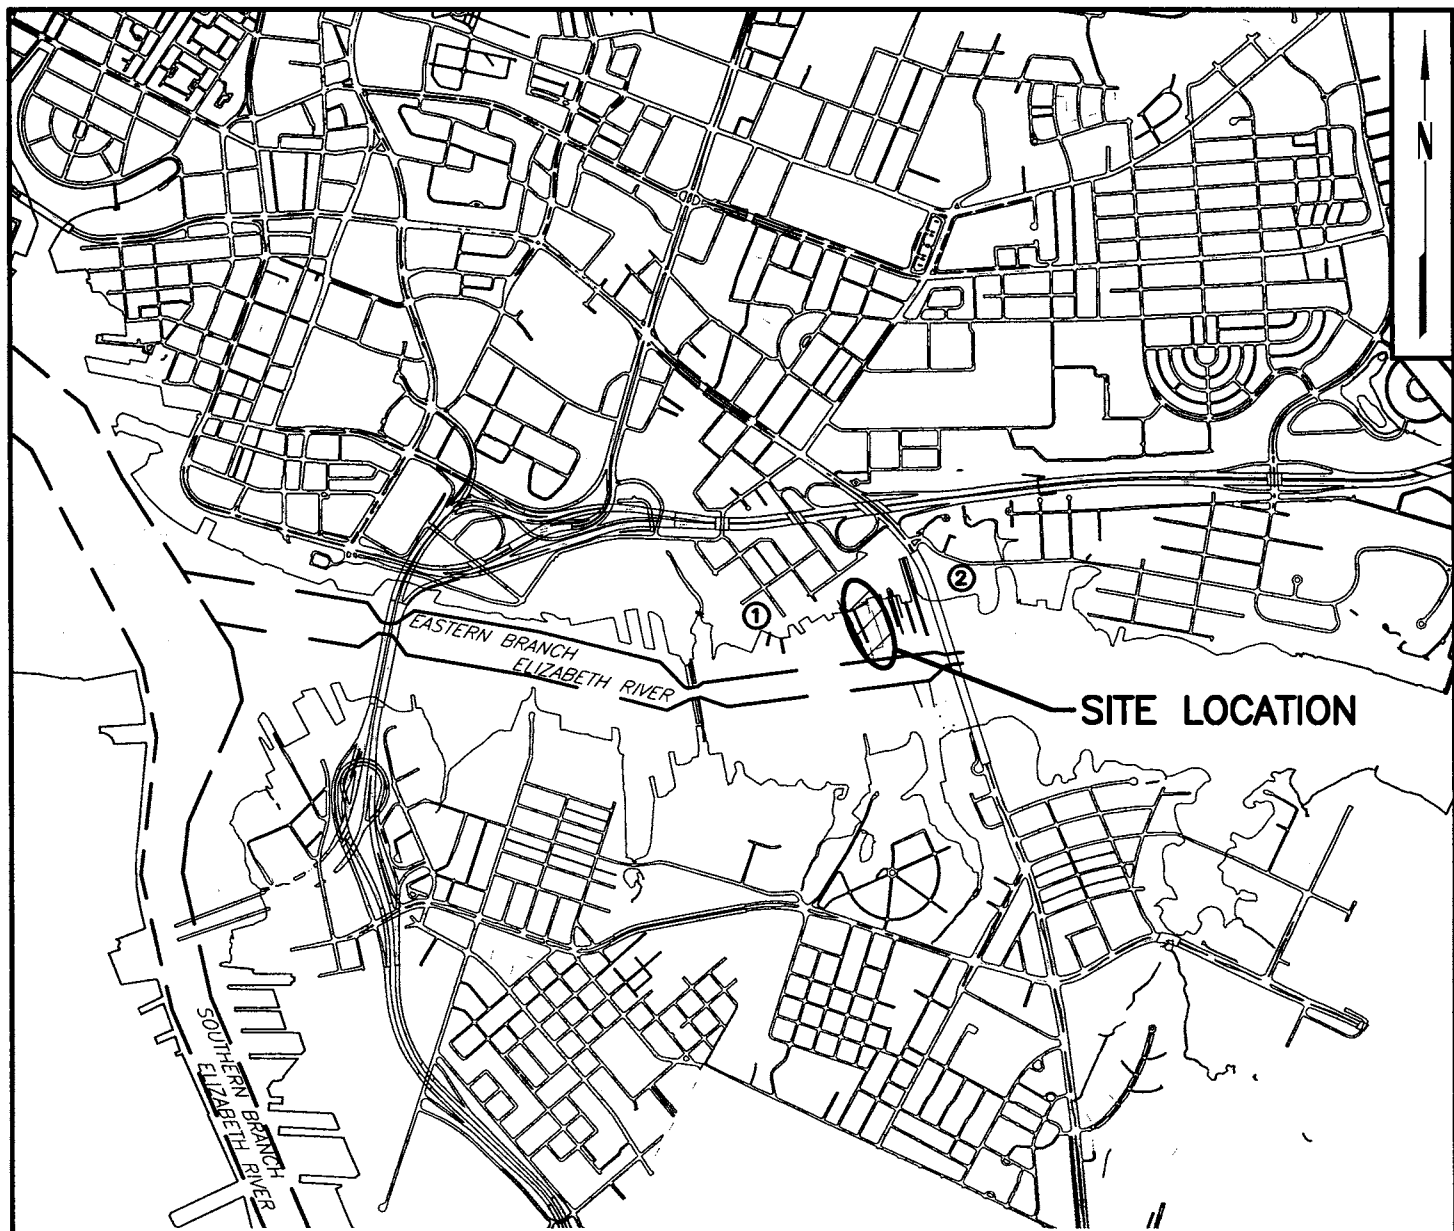 N
②
①
EASTERN BRANCH
ELIZABETH RIVER
SITE LOCATION
SOUTHERN BRANCH
ELIZABETH RIVER